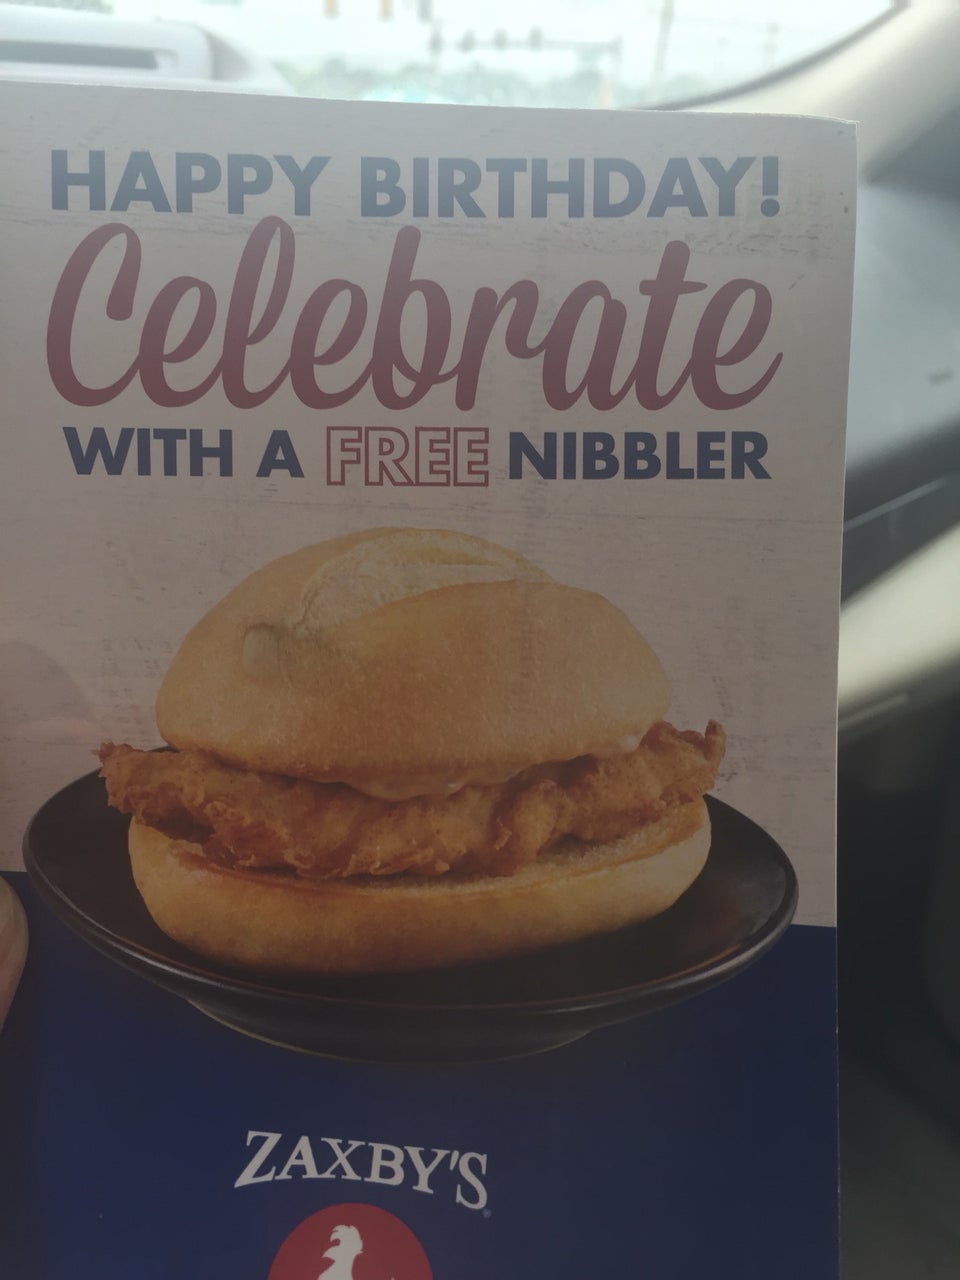 HAPPY BIRTHDAY!
Celebrate
WITH A FREE NIBBLER
ZAXBY'S